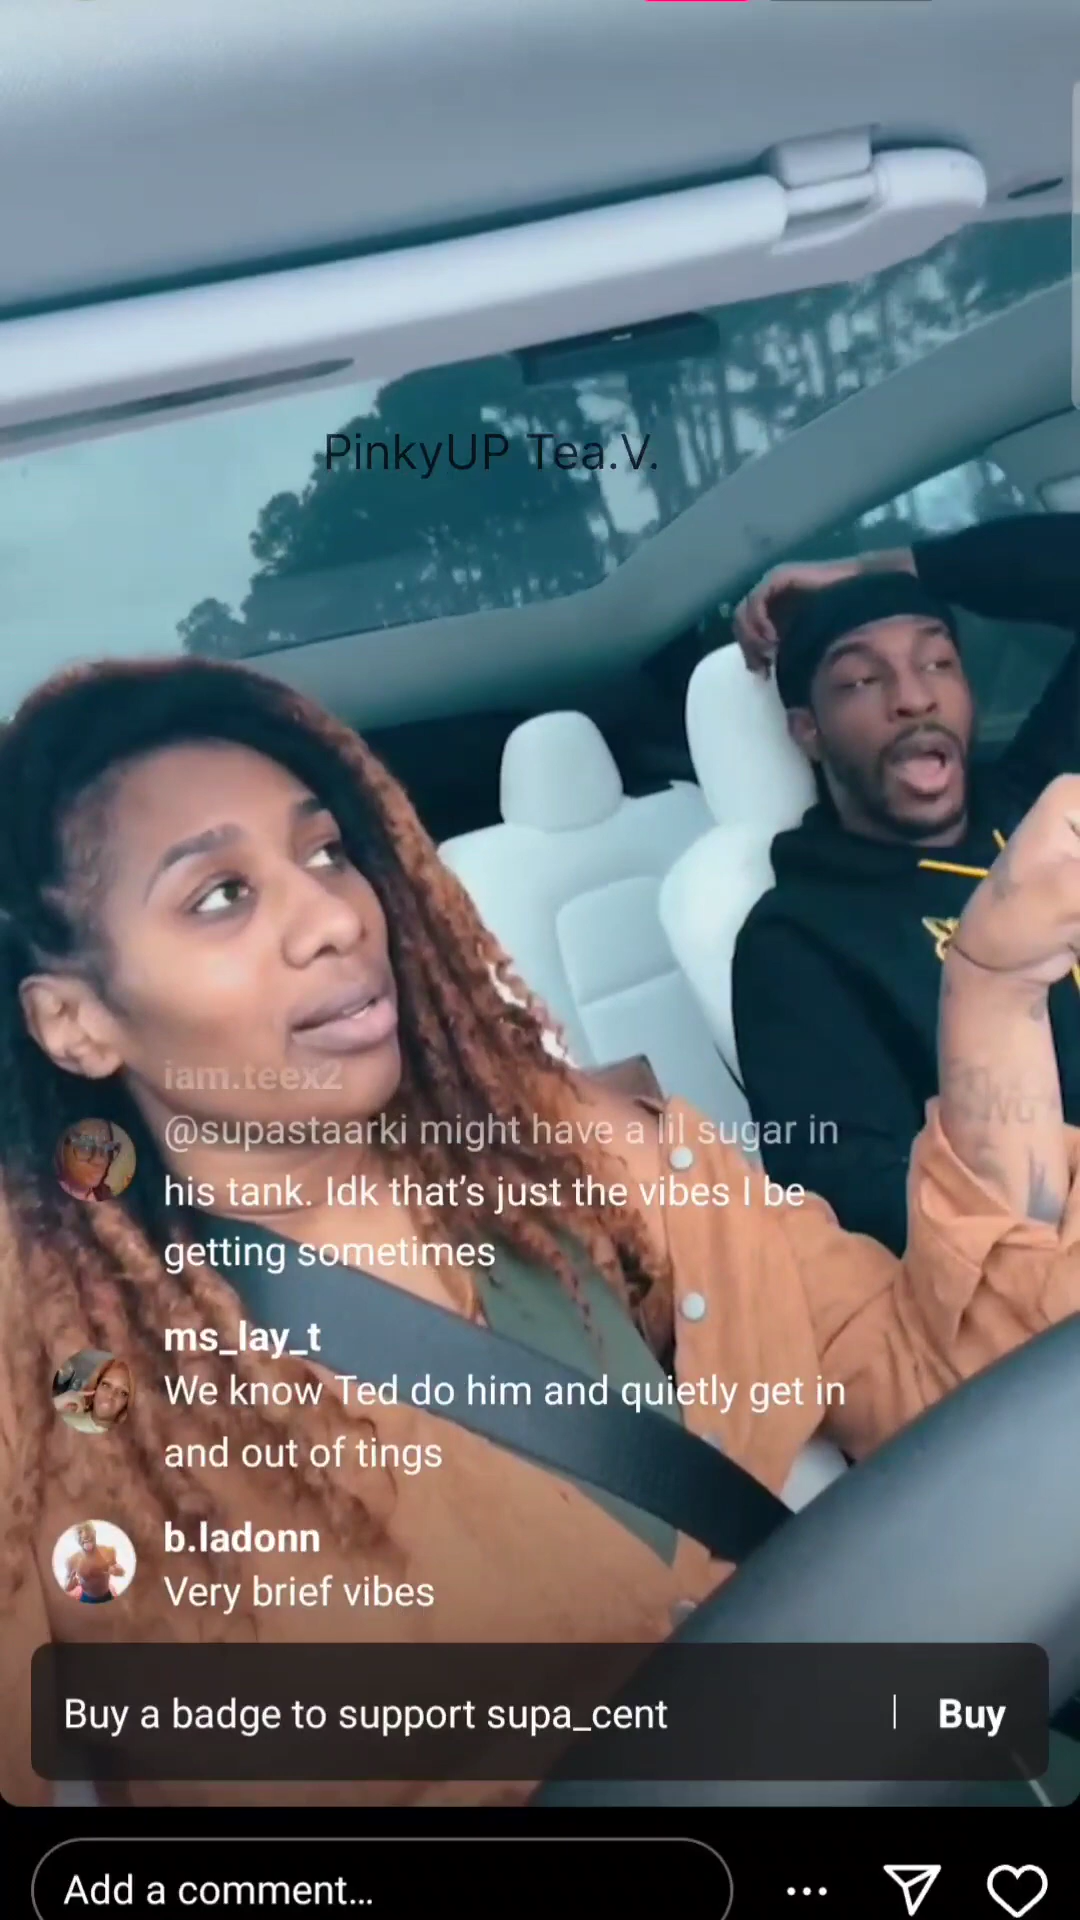 PinkyUP Tea.V.
iam.teex2
@supastaarki might have a lil sugar in
his tank. Idk that's just the vibes I be
getting sometimes
ms_lay_t
We know Ted do him and quietly get in
and out of tings
b.ladonn
Very brief vibes
Buy a badge to support supa_cent | Buy
Add a comment...